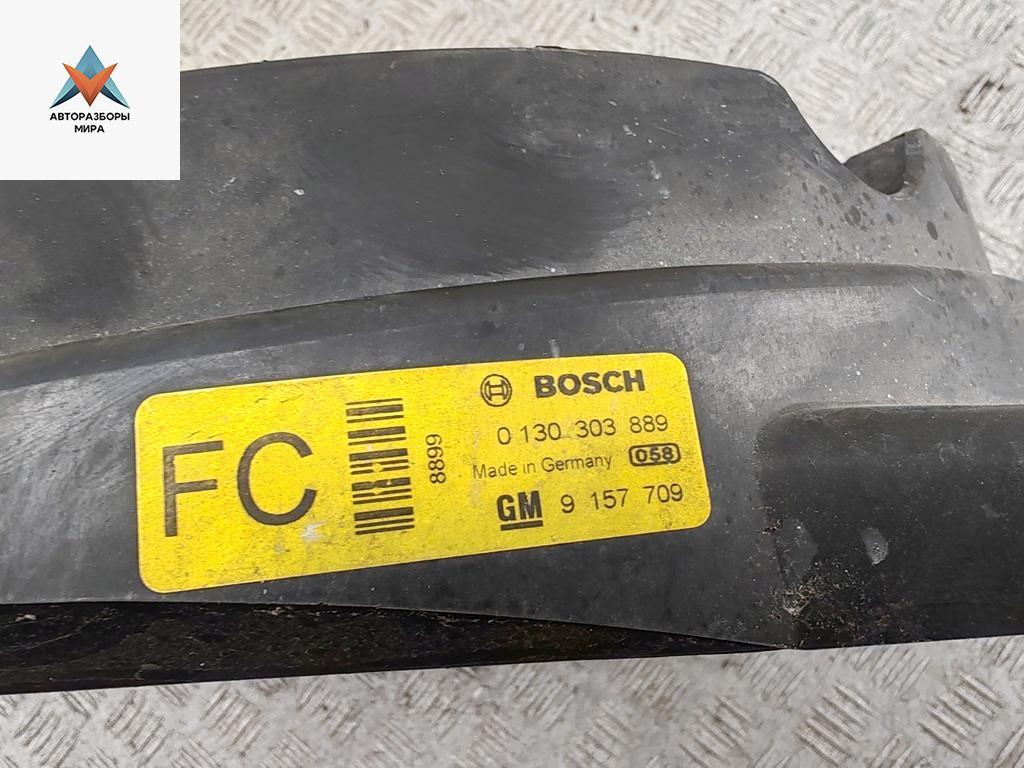 АВТОРАЗБОРЫ
МИРА
FC
8899
BOSCH
0 130 303 889
Made in Germany 058
GM 9 157 709